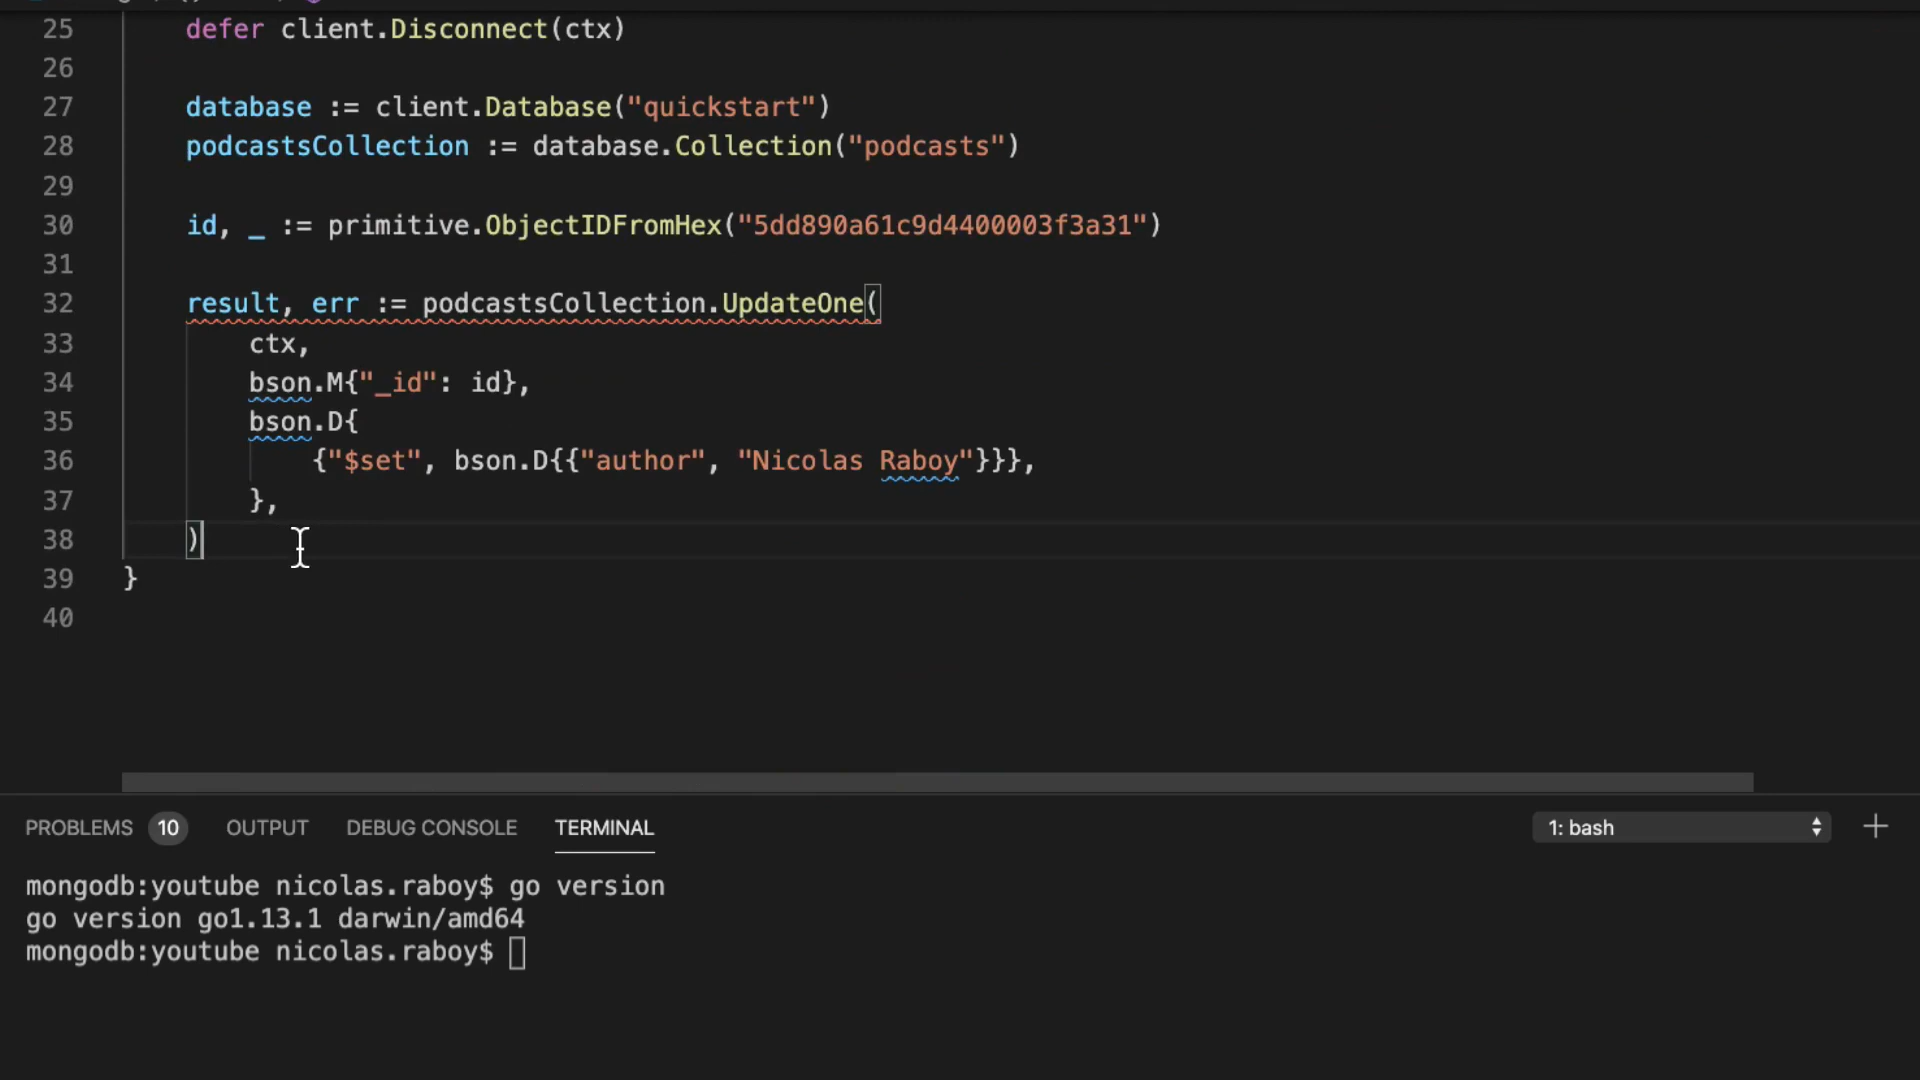 25 defer client.Disconnect(ctx)
26
27 database := client.Database("quickstart")
28 podcastsCollection := database.Collection("podcasts")
29
30 id, _ := primitive.ObjectIDFromHex("5dd890a61c9d4400003f3a31")
31
32 result, err := podcastsCollection.UpdateOne(
33 ctx,
34 bson.M{"_id": id},
35 bson.D{
36 {"$set", bson.D{{"author", "Nicolas Raboy"}}},
37 },
38 )
39 }
40
PROBLEMS 10 OUTPUT DEBUG CONSOLE TERMINAL 1: bash
mongodb:youtube nicolas.raboy$ go version
go version go1.13.1 darwin/amd64
mongodb:youtube nicolas.raboy$